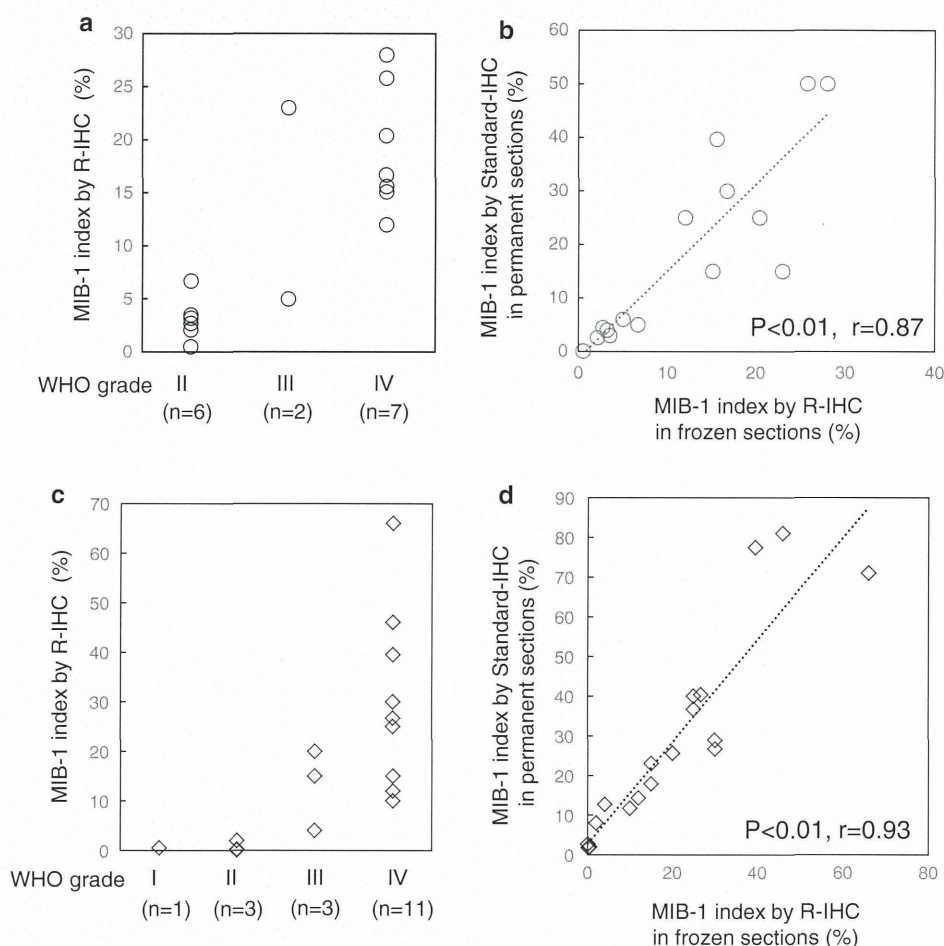 a
MIB-1 index by R-IHC (%)
30
25
20
15
10
5
0
WHO grade II III IV
(n=6) (n=2) (n=7)
b
MIB-1 index by Standard-IHC
in permanent sections (%)
60
50
40
30
20
10
0
P<0.01, r=0.87
0 10 20 30 40
MIB-1 index by R-IHC
in frozen sections (%)
c
MIB-1 index by R-IHC (%)
70
60
50
40
30
20
10
0
WHO grade I II III IV
(n=1) (n=3) (n=3) (n=11)
d
MIB-1 index by Standard-IHC
in permanent sections (%)
90
80
70
60
50
40
30
20
10
0
P<0.01, r=0.93
0 20 40 60 80
MIB-1 index by R-IHC
in frozen sections (%)